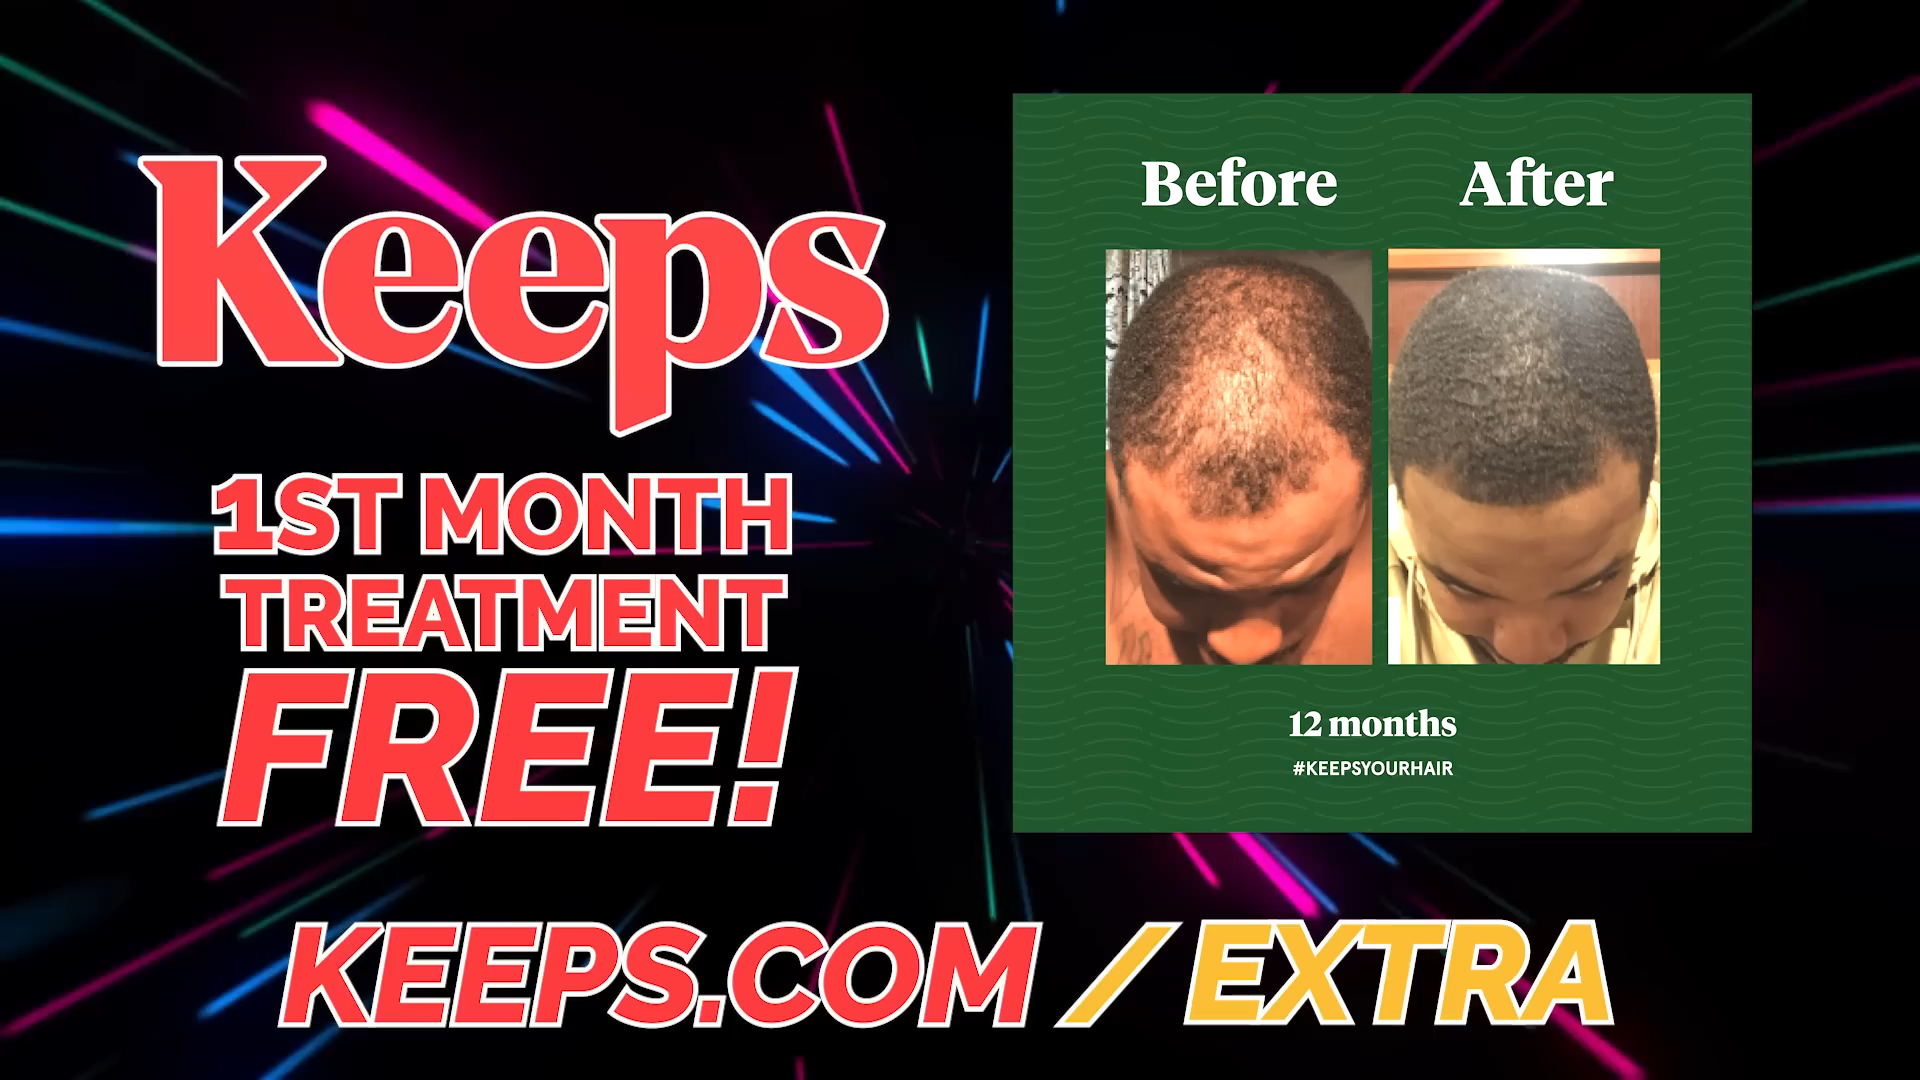 Keeps
1ST MONTH
TREATMENT
FREE!
Before
After
12 months
#KEEPSYOURHAIR
KEEPS.COM / EXTRA